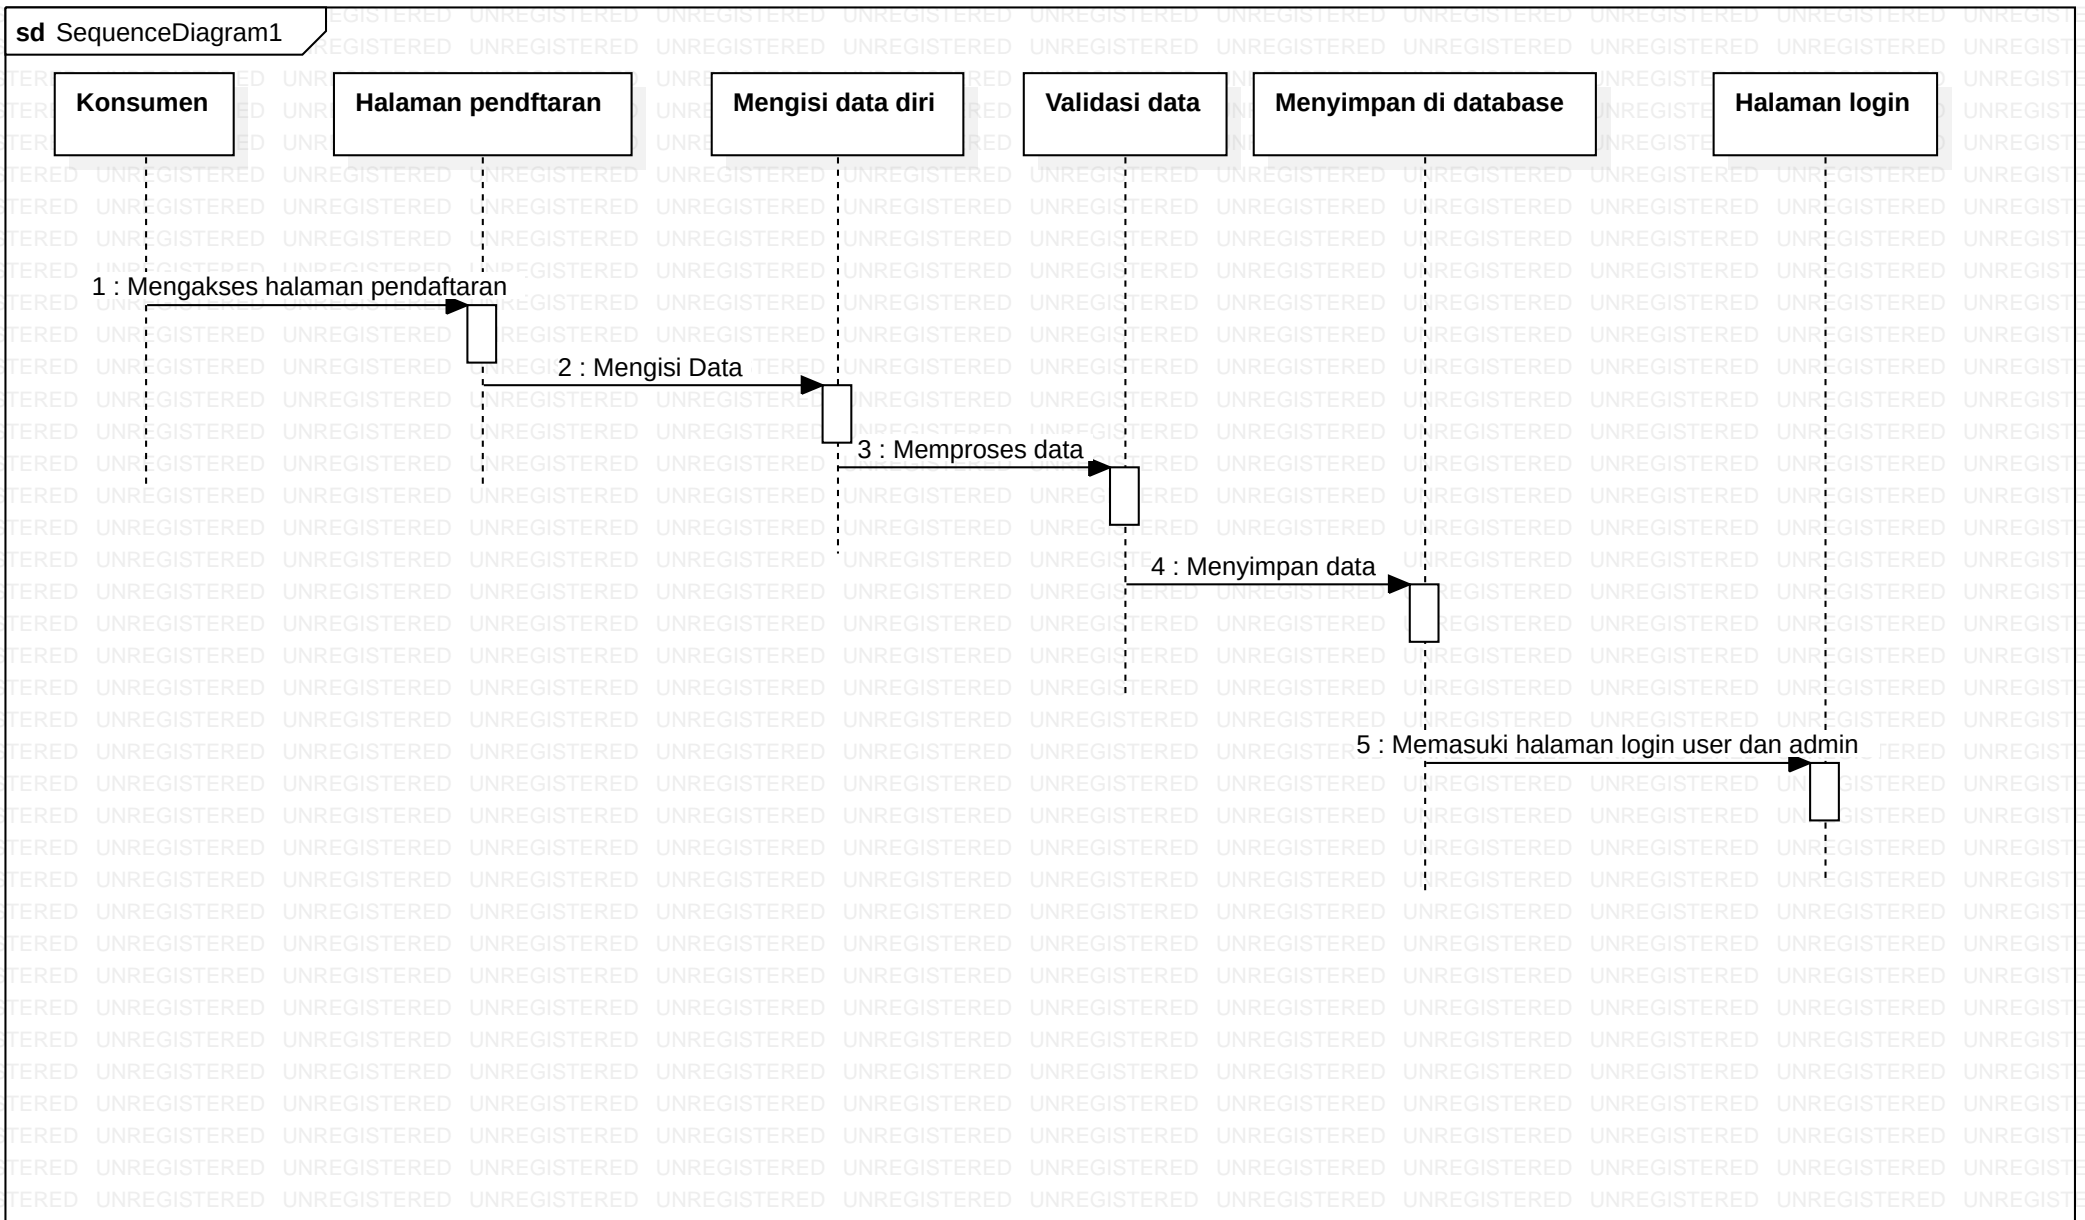 sd SequenceDiagram1
Konsumen
Halaman pendftaran
Mengisi data diri
Validasi data
Menyimpan di database
Halaman login
1 : Mengakses halaman pendaftaran
2 : Mengisi Data
3 : Memproses data
4 : Menyimpan data
5 : Memasuki halaman login user dan admin
UNREGISTERED